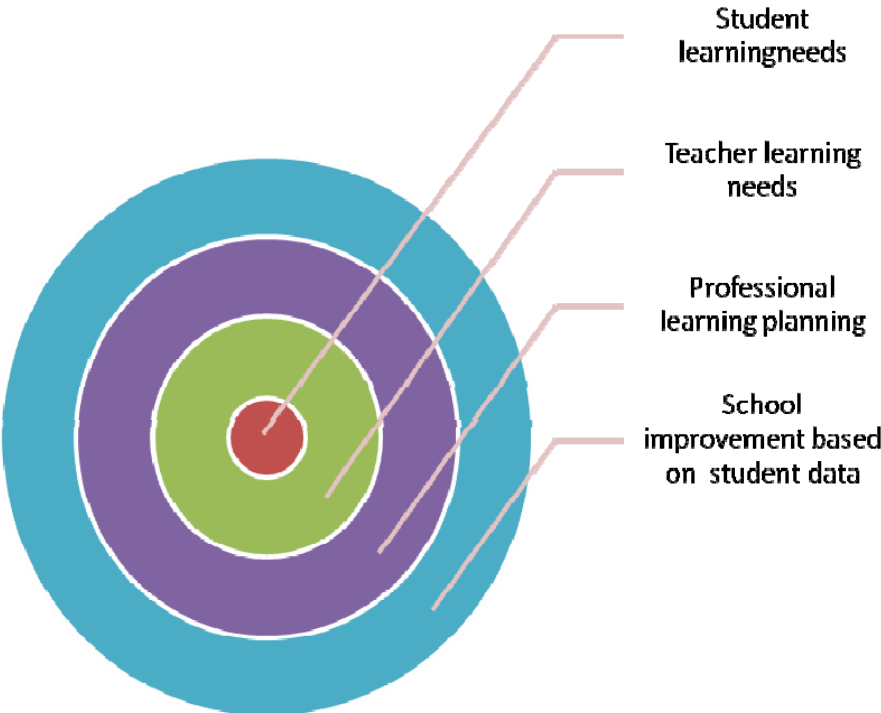 Student
learningneeds
Teacher learning
needs
Professional
learning planning
School
improvement based
on student data